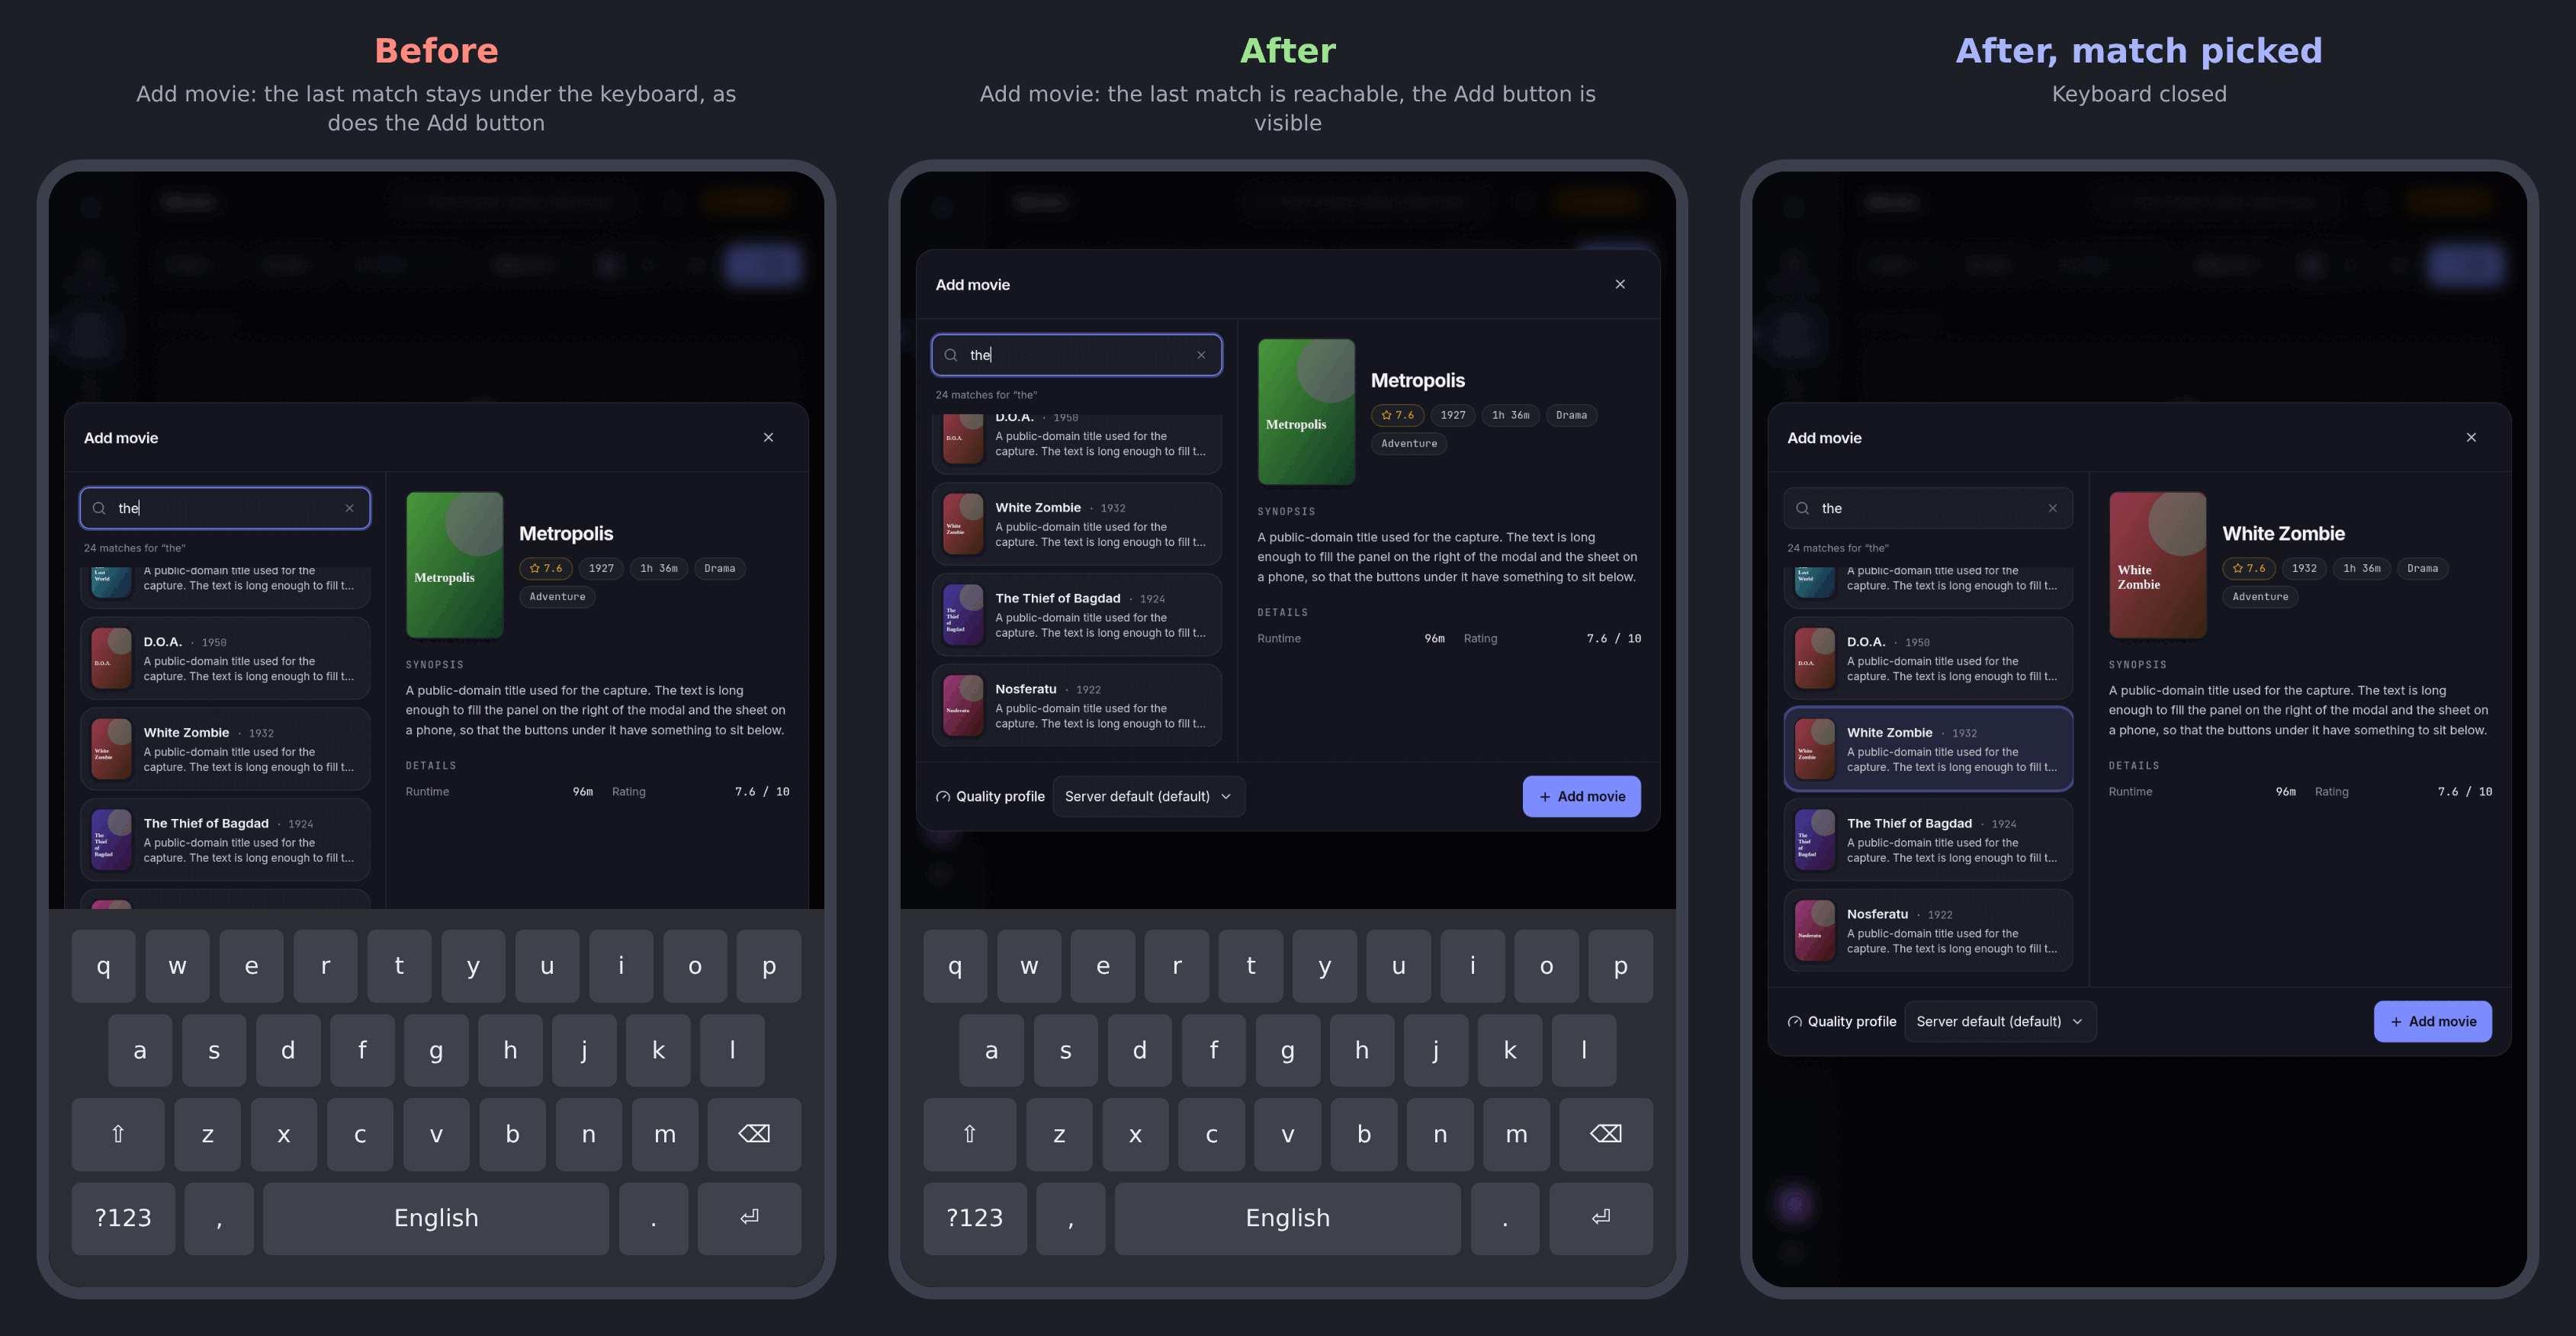 Before
Add movie: the last match stays under the keyboard, as
does the Add button
Add movie
the
24 matches for “the”
Lost
World
capture. The text is long enough to fill t...
D.O.A. · 1950
D.O.A.
A public-domain title used for the
capture. The text is long enough to fill t...
White Zombie · 1932
White
Zombie
A public-domain title used for the
capture. The text is long enough to fill t...
The Thief of Bagdad · 1924
The
Thief
of
Bagdad
A public-domain title used for the
capture. The text is long enough to fill t...
Metropolis
Metropolis
7.6 1927 1h 36m Drama
Adventure
SYNOPSIS
A public-domain title used for the capture. The text is long
enough to fill the panel on the right of the modal and the sheet on
a phone, so that the buttons under it have something to sit below.
DETAILS
Runtime 96m Rating 7.6 / 10
q w e r t y u i o p
a s d f g h j k l
⇧ z x c v b n m ⌫
?123 , English . ⏎
After
Add movie: the last match is reachable, the Add button is
visible
Add movie
the
24 matches for “the”
D.O.A. · 1950
D.O.A.
A public-domain title used for the
capture. The text is long enough to fill t...
White Zombie · 1932
White
Zombie
A public-domain title used for the
capture. The text is long enough to fill t...
The Thief of Bagdad · 1924
The
Thief
of
Bagdad
A public-domain title used for the
capture. The text is long enough to fill t...
Nosferatu · 1922
Nosferatu
A public-domain title used for the
capture. The text is long enough to fill t...
Metropolis
Metropolis
7.6 1927 1h 36m Drama
Adventure
SYNOPSIS
A public-domain title used for the capture. The text is long
enough to fill the panel on the right of the modal and the sheet on
a phone, so that the buttons under it have something to sit below.
DETAILS
Runtime 96m Rating 7.6 / 10
Quality profile Server default (default) + Add movie
q w e r t y u i o p
a s d f g h j k l
⇧ z x c v b n m ⌫
?123 , English . ⏎
After, match picked
Keyboard closed
Add movie
the
24 matches for “the”
Lost
World
A public-domain title used for the
capture. The text is long enough to fill t...
D.O.A. · 1950
D.O.A.
A public-domain title used for the
capture. The text is long enough to fill t...
White Zombie · 1932
White
Zombie
A public-domain title used for the
capture. The text is long enough to fill t...
The Thief of Bagdad · 1924
The
Thief
of
Bagdad
A public-domain title used for the
capture. The text is long enough to fill t...
Nosferatu · 1922
Nosferatu
A public-domain title used for the
capture. The text is long enough to fill t...
White Zombie
White
Zombie
7.6 1932 1h 36m Drama
Adventure
SYNOPSIS
A public-domain title used for the capture. The text is long
enough to fill the panel on the right of the modal and the sheet on
a phone, so that the buttons under it have something to sit below.
DETAILS
Runtime 96m Rating 7.6 / 10
Quality profile Server default (default) + Add movie